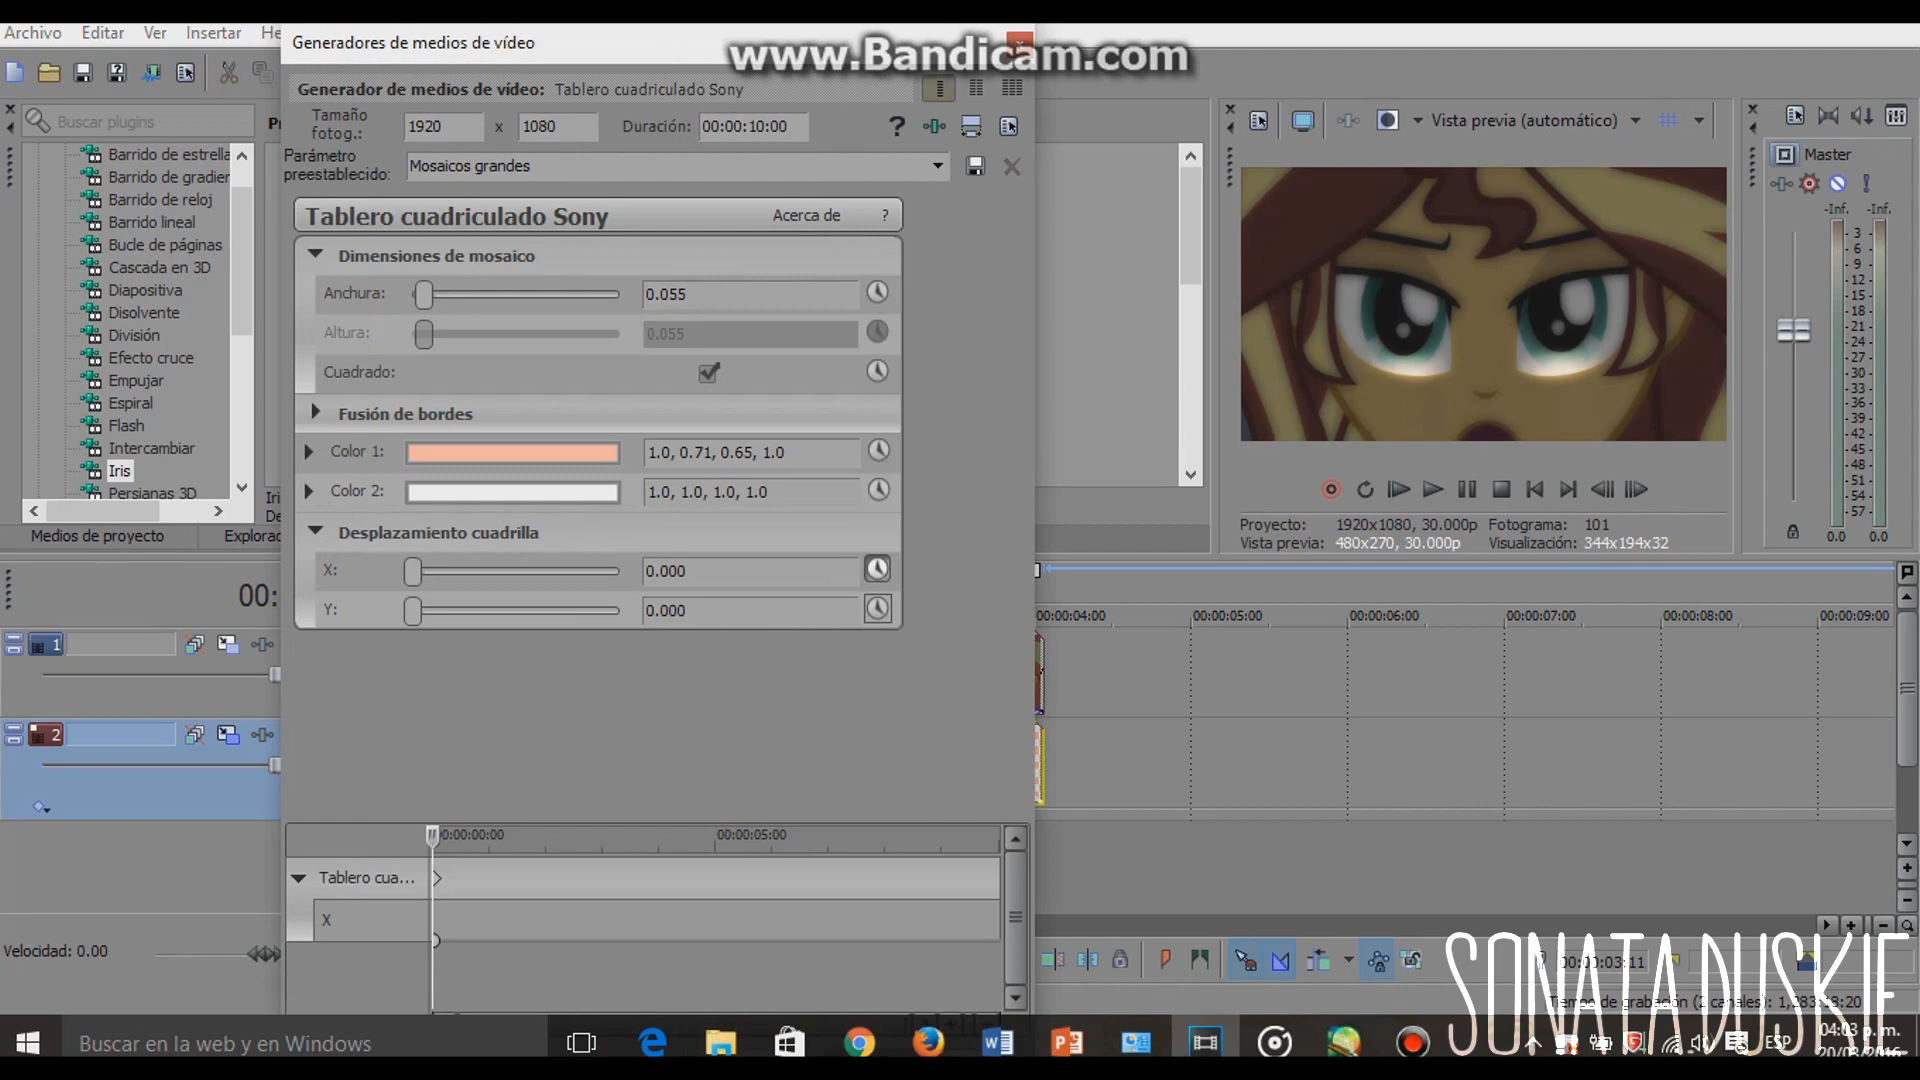 Archivo Editar Ver Insertar
Generadores de medios de vídeo
www.Bandicam.com
Generador de medios de vídeo: Tablero cuadriculado Sony
Tamaño fotog.: 1920 x 1080 Duración: 00:00:10:00 ?
Parámetro preestablecido: Mosaicos grandes
Buscar plugins
Barrido de estrella
Barrido de gradier
Barrido de reloj
Barrido lineal
Bucle de páginas
Cascada en 3D
Diapositiva
Disolvente
División
Efecto cruce
Empujar
Espiral
Flash
Intercambiar
Iris
Persianas 3D
Medios de proyecto
Tablero cuadriculado Sony Acerca de ?
Dimensiones de mosaico
Anchura: 0.055
Altura: 0.055
Cuadrado:
Fusión de bordes
Color 1: 1.0, 0.71, 0.65, 1.0
Color 2: 1.0, 1.0, 1.0, 1.0
Desplazamiento cuadrilla
X: 0.000
Y: 0.000
Vista previa (automático)
Proyecto: 1920x1080, 30.000p Fotograma: 101
Vista previa: 480x270, 30.000p Visualización: 344x194x32
Master
-Inf. -Inf.
3
6
9
12
15
18
21
24
27
30
33
36
39
42
45
48
51
54
57
0.0 0.0
00:00:04:00 00:00:05:00 00:00:06:00 00:00:07:00 00:00:08:00 00:00:09:00
1
2
Velocidad: 0.00
00:00:00:00 00:00:05:00
Tablero cua...
X
00:00:03:11
Tiempo de grabación (2 canales): 1,283:18:20
SONATA DUSKIE
Buscar en la web y en Windows
ESP
04:03 p.m.
20/08/2016